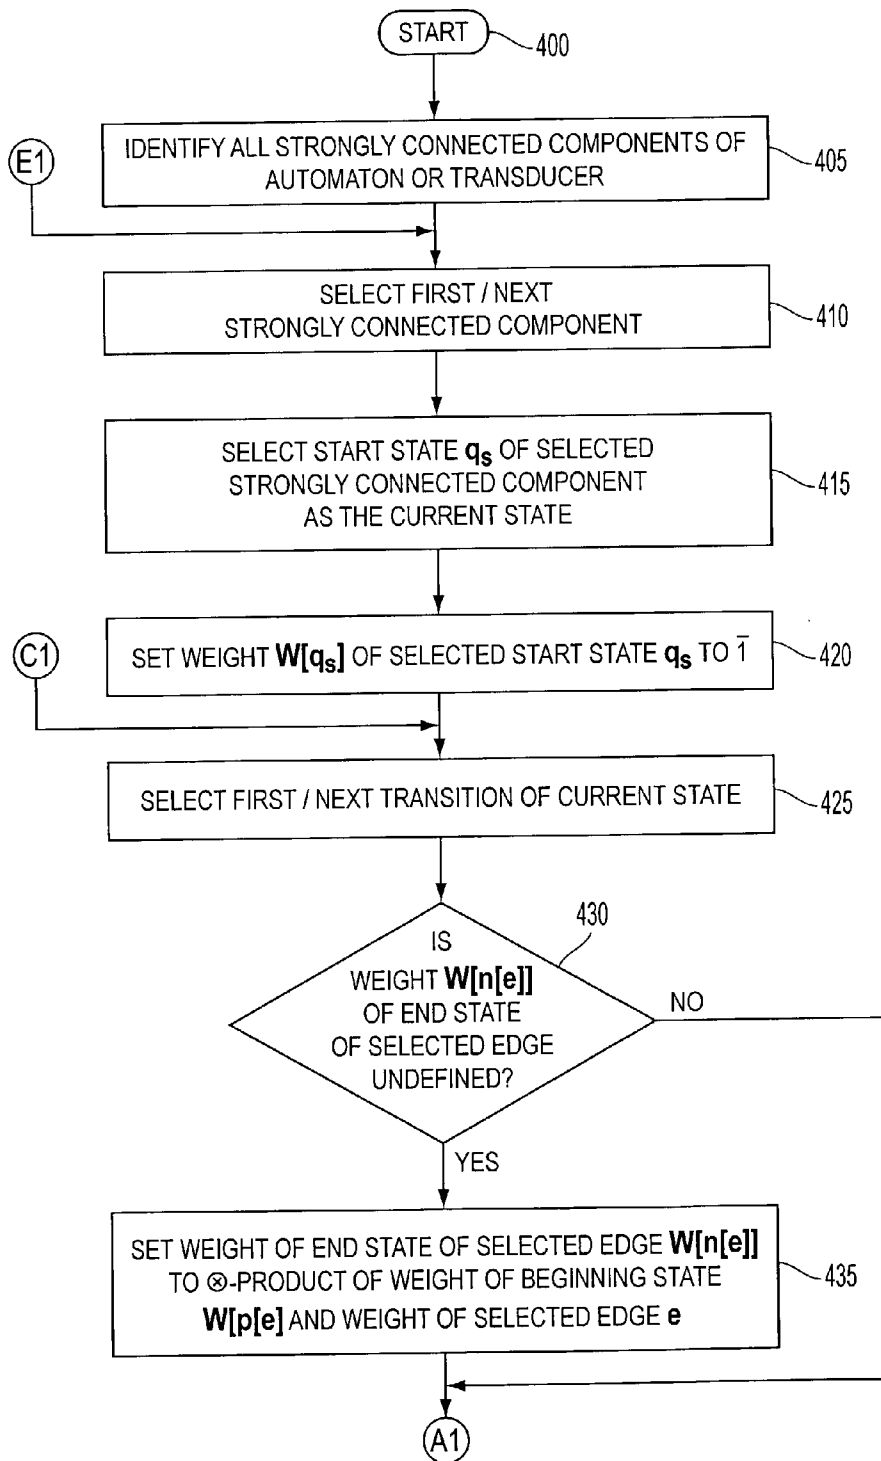 START
400
IDENTIFY ALL STRONGLY CONNECTED COMPONENTS OF
AUTOMATON OR TRANSDUCER
405
E1
SELECT FIRST / NEXT
STRONGLY CONNECTED COMPONENT
410
SELECT START STATE qs OF SELECTED
STRONGLY CONNECTED COMPONENT
AS THE CURRENT STATE
415
C1
SET WEIGHT W[qs] OF SELECTED START STATE qs TO 1̅
420
SELECT FIRST / NEXT TRANSITION OF CURRENT STATE
425
430
IS
WEIGHT W[n[e]]
OF END STATE
OF SELECTED EDGE
UNDEFINED?
NO
YES
SET WEIGHT OF END STATE OF SELECTED EDGE W[n[e]]
TO ⊗-PRODUCT OF WEIGHT OF BEGINNING STATE
W[p[e] AND WEIGHT OF SELECTED EDGE e
435
A1